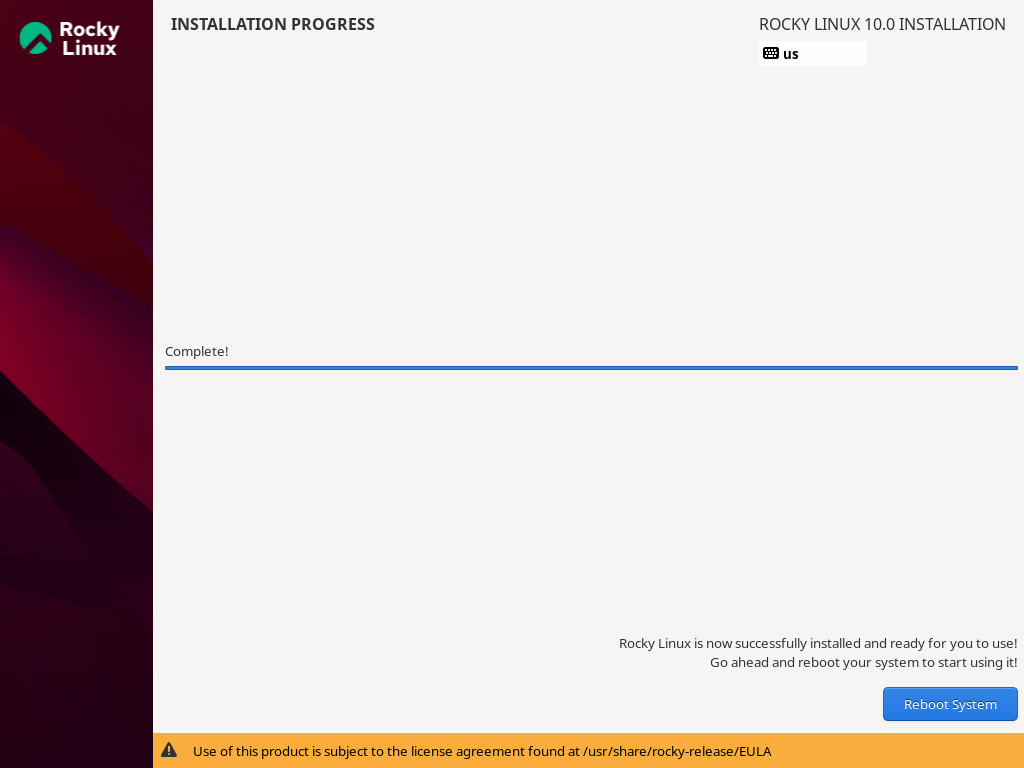 Rocky
Linux
INSTALLATION PROGRESS
ROCKY LINUX 10.0 INSTALLATION
us
Complete!
Rocky Linux is now successfully installed and ready for you to use!
Go ahead and reboot your system to start using it!
Reboot System
Use of this product is subject to the license agreement found at /usr/share/rocky-release/EULA